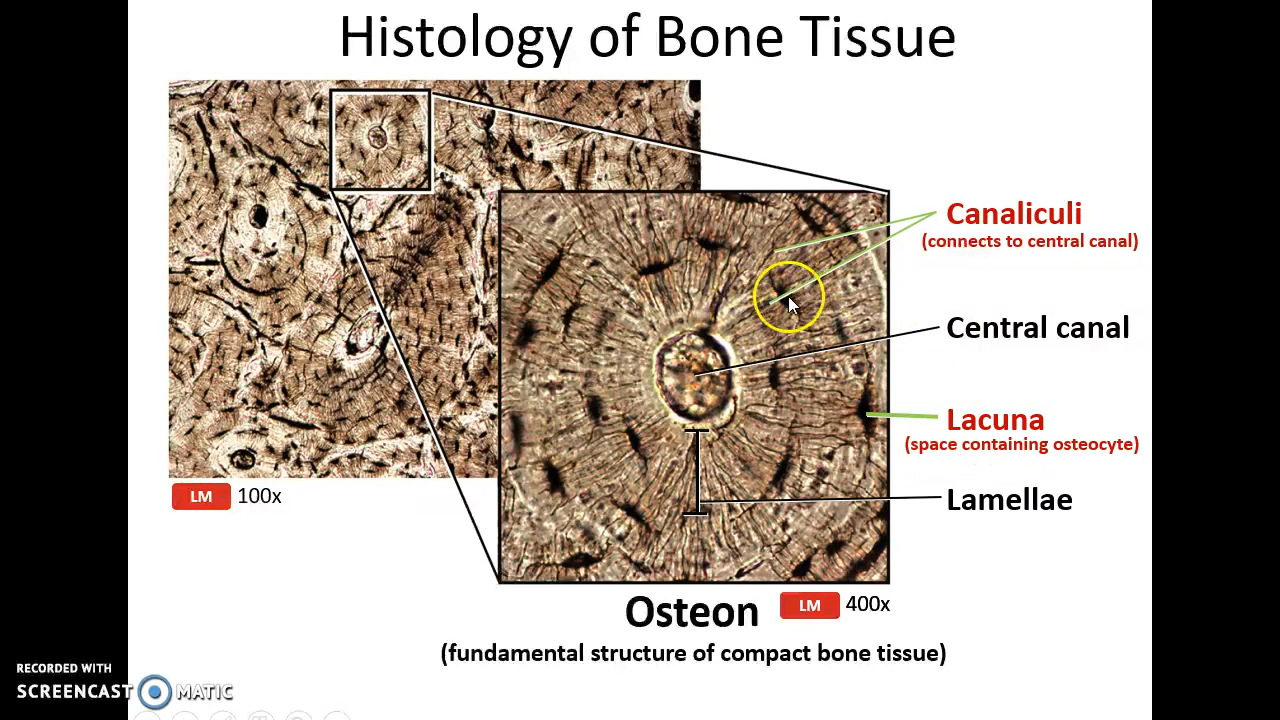 Histology of Bone Tissue
Canaliculi
(connects to central canal)
Central canal
Lacuna
(space containing osteocyte)
Lamellae
LM 100x
Osteon
LM 400x
(fundamental structure of compact bone tissue)
RECORDED WITH
SCREENCAST MATIC